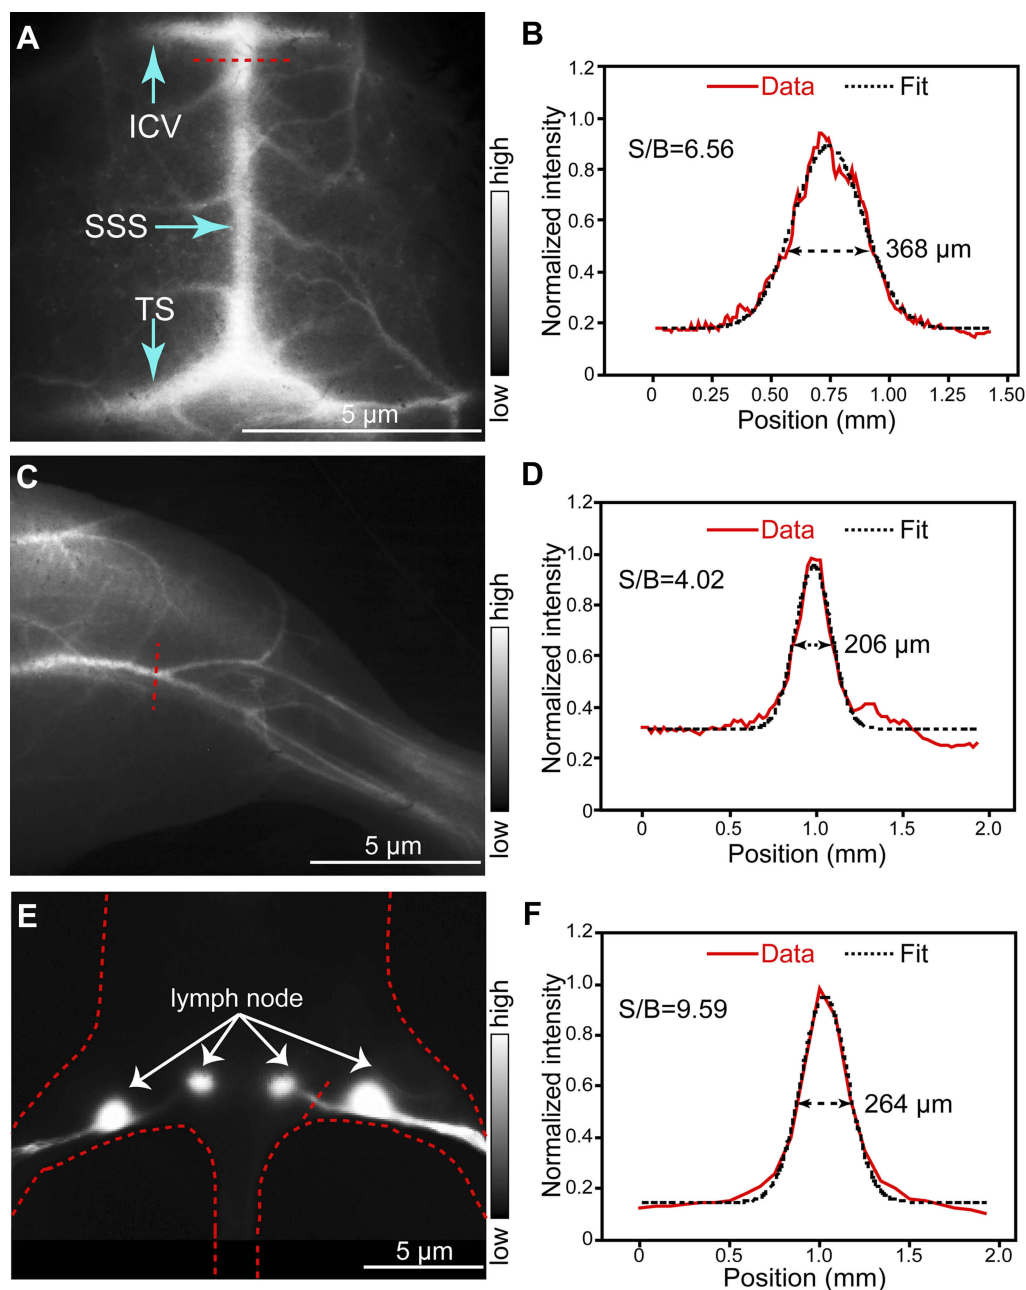 A
ICV
SSS
TS
5 µm
high
low
B
Normalized intensity
1.2
1.0
0.8
0.6
0.4
0.2
0
Data
Fit
S/B=6.56
368 µm
0 0.25 0.50 0.75 1.00 1.25 1.50
Position (mm)
C
5 µm
high
low
D
Normalized intensity
1.2
1.0
0.8
0.6
0.4
0.2
0
Data
Fit
S/B=4.02
206 µm
0 0.5 1.0 1.5 2.0
Position (mm)
E
lymph node
5 µm
high
low
F
Normalized intensity
1.2
1.0
0.8
0.6
0.4
0.2
0
Data
Fit
S/B=9.59
264 µm
0 0.5 1.0 1.5 2.0
Position (mm)